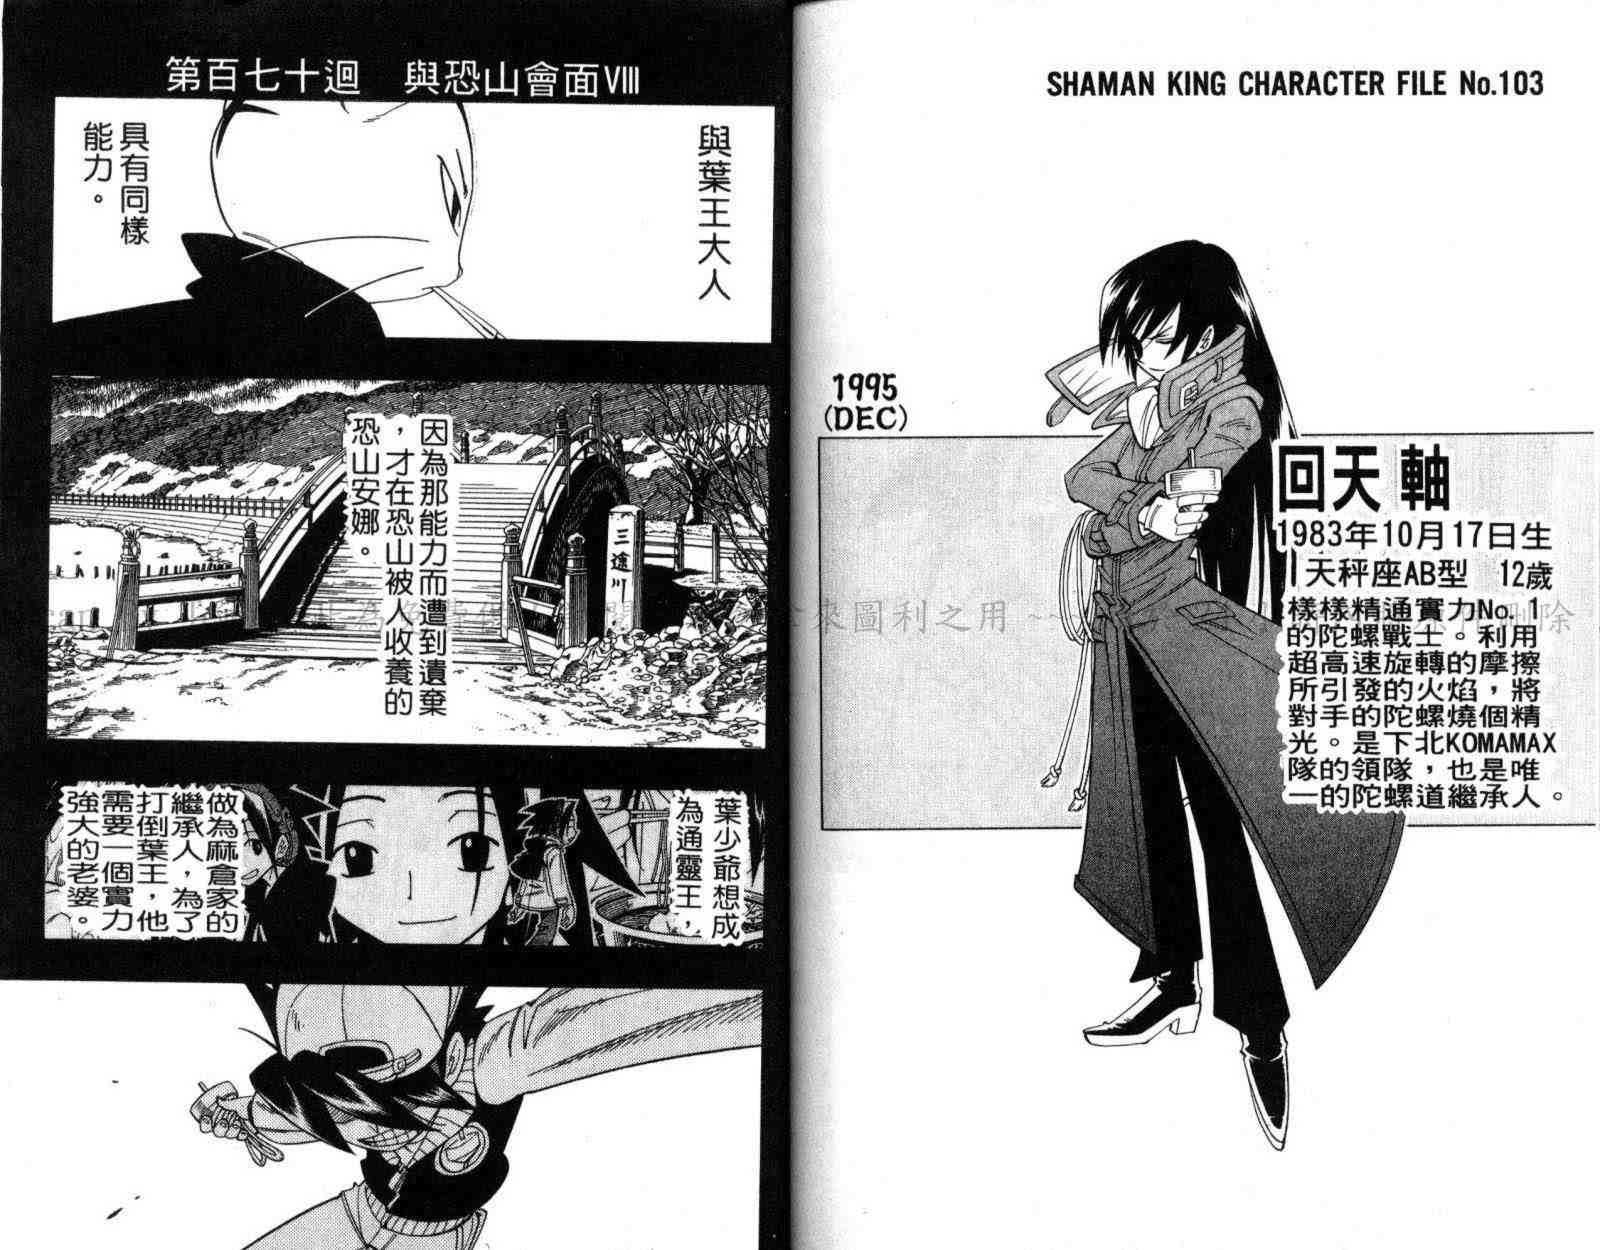 SHAMAN KING CHARACTER FILE No.103
1995
(DEC)
回天 軸
1983年10月17日生
天秤座AB型 12歲
樣樣精通實力No.1
的陀螺戰士。利用
超高速旋轉的摩擦
所引發的火焰，將
對手的陀螺燒個精
光。是下北KOMAMAX
隊的領隊，也是唯
一的陀螺道繼承人。
第百七十迴 與恐山會面VIII
與葉王大人
具有同樣
能力。
因為那能力而遭到遺棄
，才在恐山被人收養的
恐山安娜。
三途川
葉少爺想成
為通靈王，
做為麻倉家的
繼承人，為了
打倒葉王，他
需要一個實力
強大的老婆。
來圖利之用 ~~
刪除